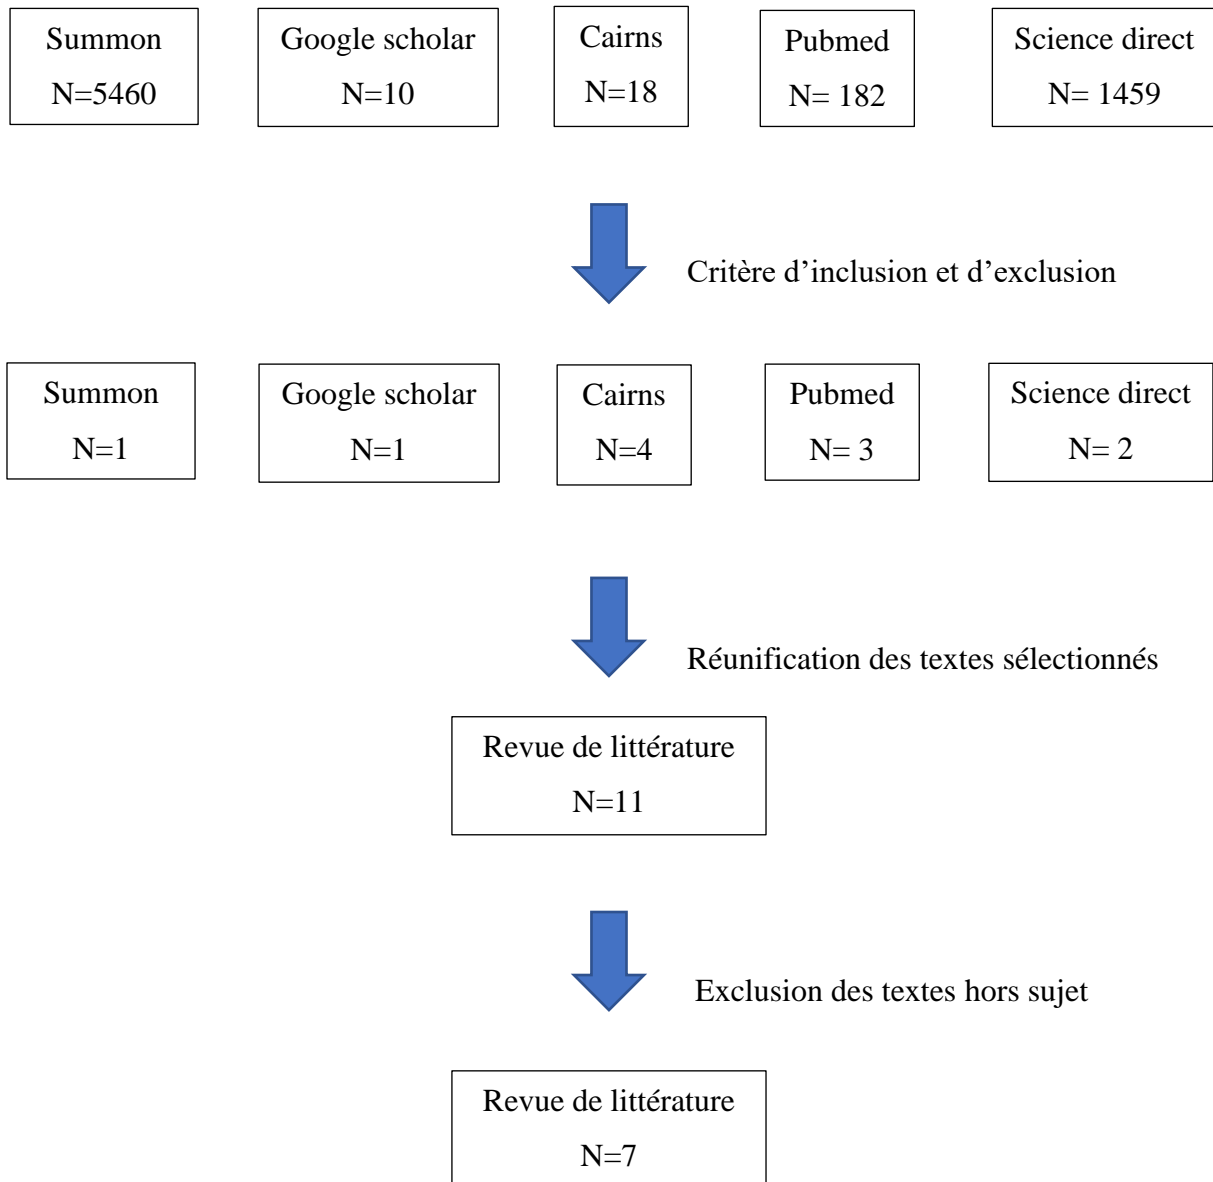 Summon
N=5460
Google scholar
N=10
Cairns
N=18
Pubmed
N= 182
Science direct
N= 1459
Critère d’inclusion et d’exclusion
Summon
N=1
Google scholar
N=1
Cairns
N=4
Pubmed
N= 3
Science direct
N= 2
Réunification des textes sélectionnés
Revue de littérature
N=11
Exclusion des textes hors sujet
Revue de littérature
N=7